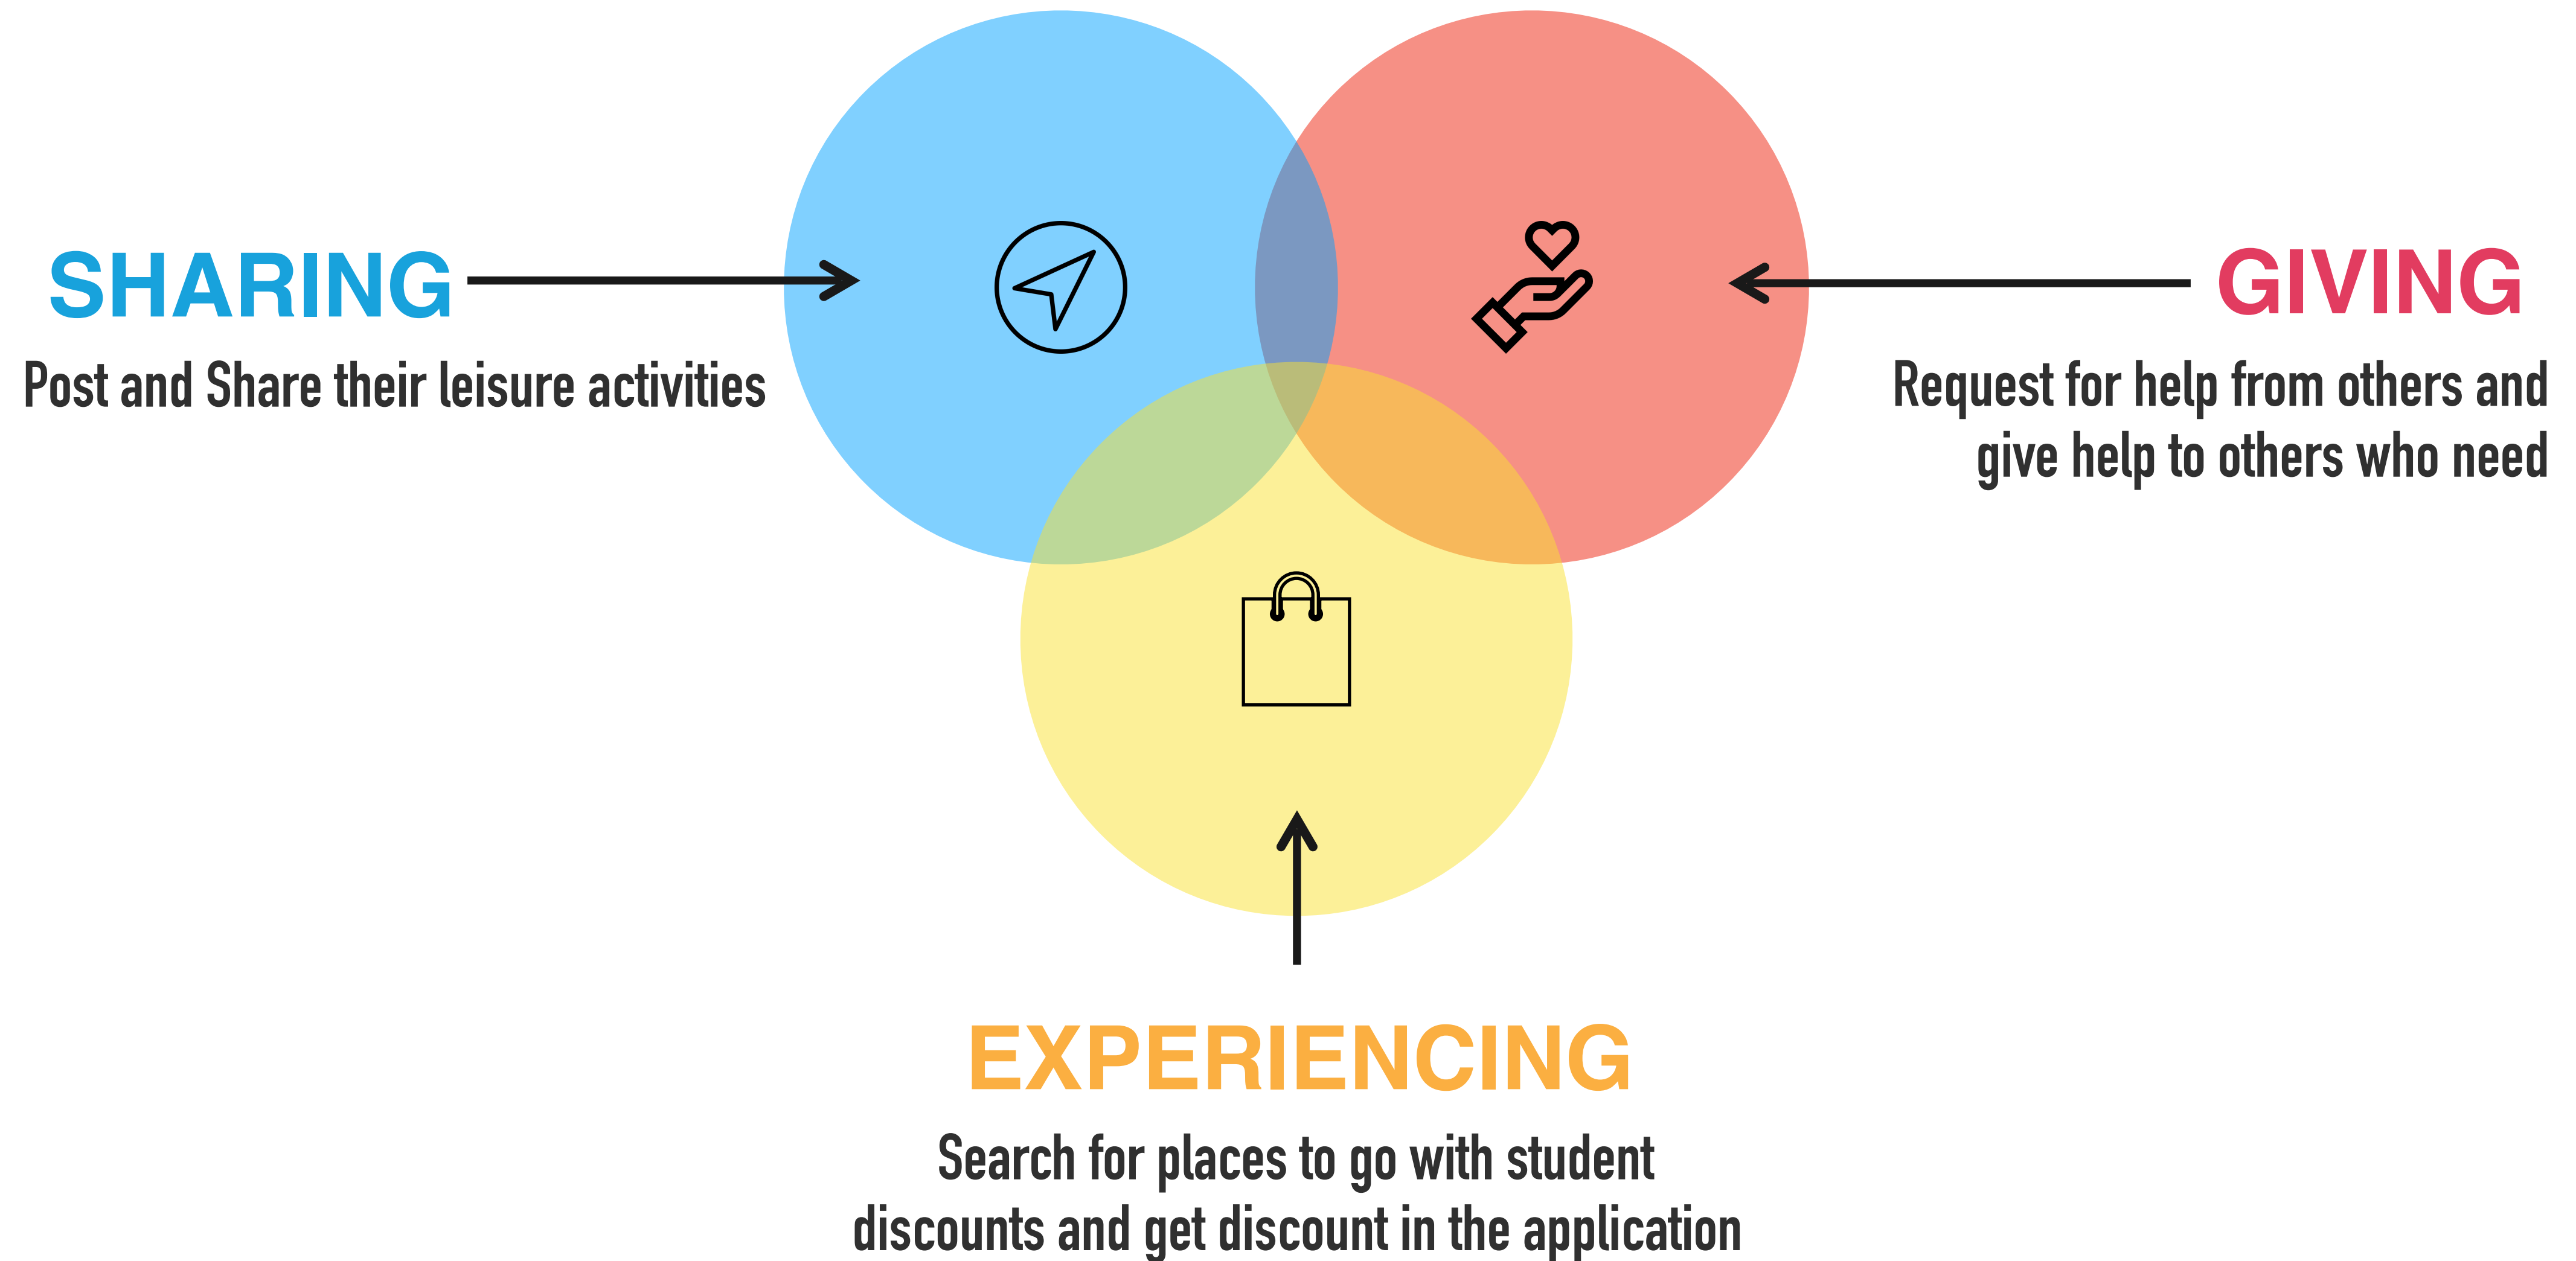 SHARING
Post and Share their leisure activities
GIVING
Request for help from others and
give help to others who need
EXPERIENCING
Search for places to go with student
discounts and get discount in the application